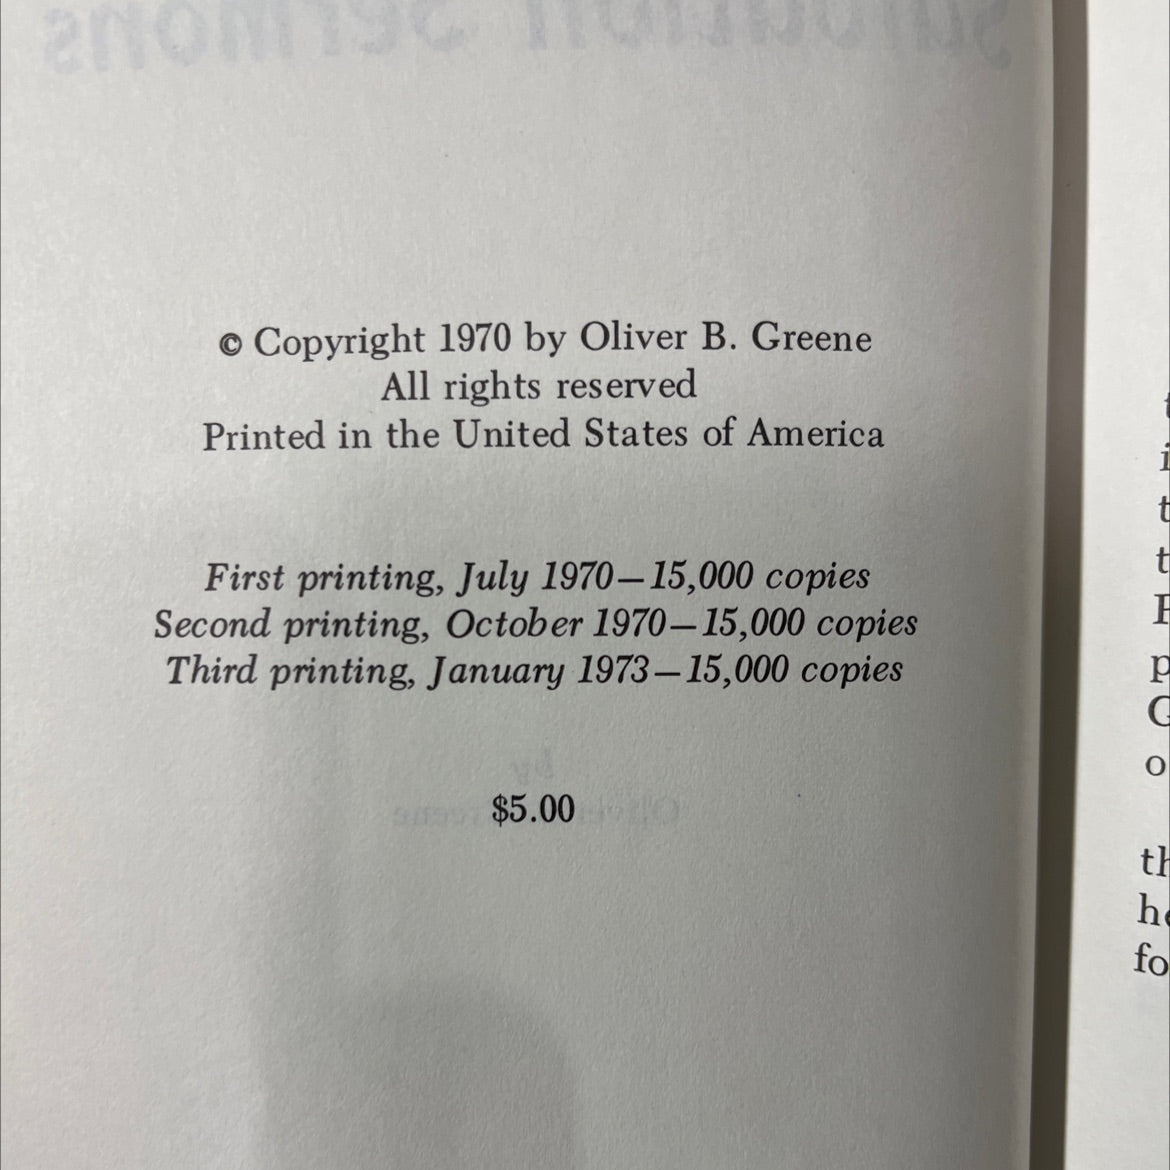 © Copyright 1970 by Oliver B. Greene
All rights reserved
Printed in the United States of America
First printing, July 1970—15,000 copies
Second printing, October 1970—15,000 copies
Third printing, January 1973—15,000 copies
$5.00